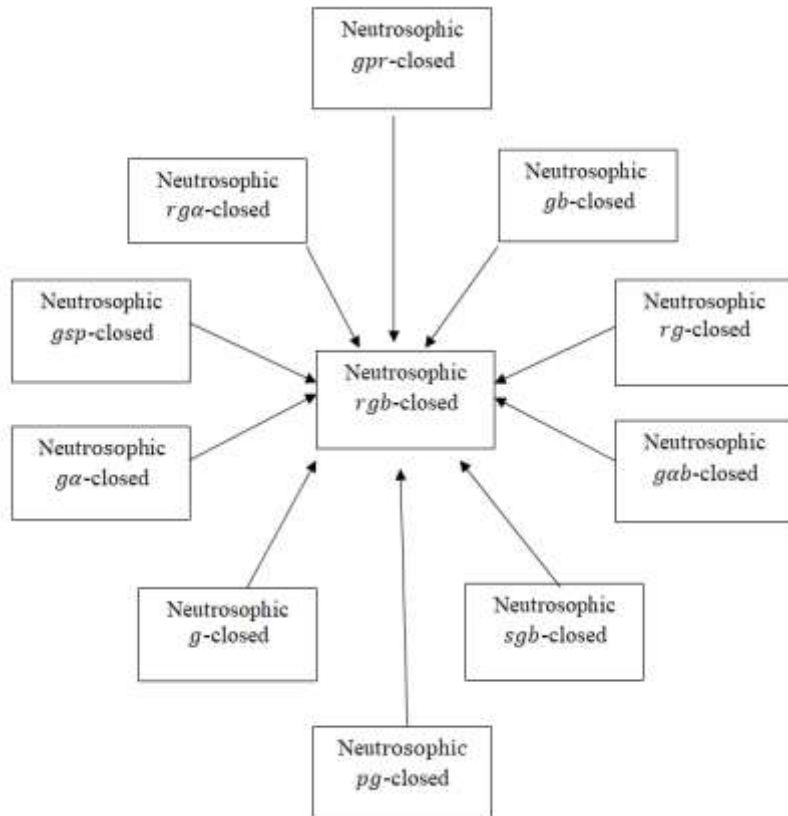 Neutrosophic
gpr-closed
Neutrosophic
rgα-closed
Neutrosophic
gb-closed
Neutrosophic
gsp-closed
Neutrosophic
rg-closed
Neutrosophic
rgb-closed
Neutrosophic
gα-closed
Neutrosophic
gαb-closed
Neutrosophic
g-closed
Neutrosophic
sgb-closed
Neutrosophic
pg-closed